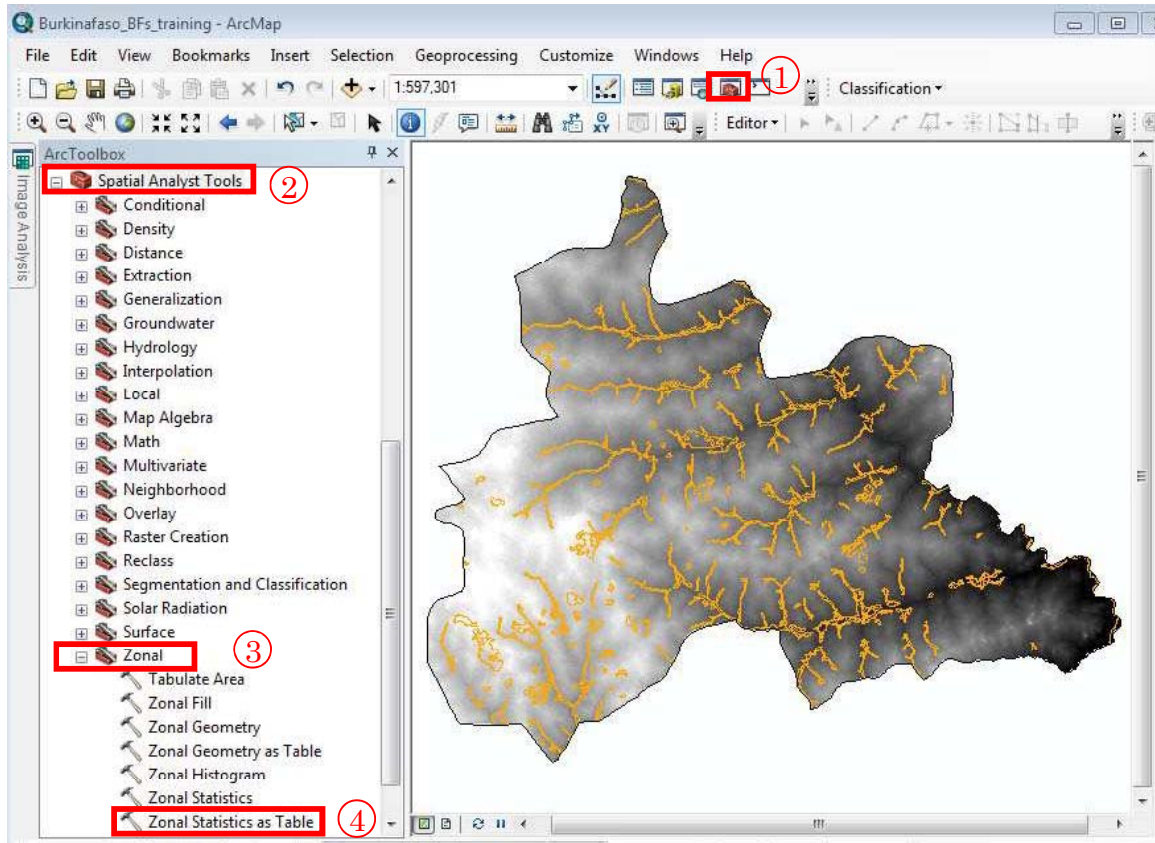 Burkinafaso_BFs_training - ArcMap
File Edit View Bookmarks Insert Selection Geoprocessing Customize Windows Help
1:597,301 Classification
①
Editor
ArcToolbox
Image Analysis
Spatial Analyst Tools ②
Conditional
Density
Distance
Extraction
Generalization
Groundwater
Hydrology
Interpolation
Local
Map Algebra
Math
Multivariate
Neighborhood
Overlay
Raster Creation
Reclass
Segmentation and Classification
Solar Radiation
Surface
Zonal ③
Tabulate Area
Zonal Fill
Zonal Geometry
Zonal Geometry as Table
Zonal Histogram
Zonal Statistics
Zonal Statistics as Table ④